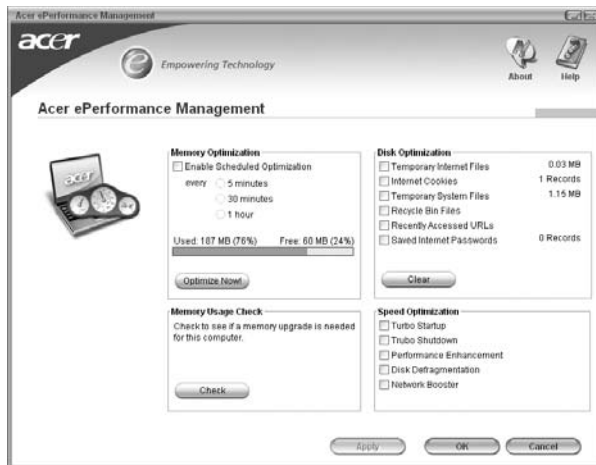 Acer ePerformance Management
acer
e Empowering Technology
About
Help
Acer ePerformance Management
acer
Memory Optimization
Enable Scheduled Optimization
every 5 minutes
30 minutes
1 hour
Used: 187 MB (76%) Free: 60 MB (24%)
Optimize Now!
Disk Optimization
Temporary Internet Files 0.03 MB
Internet Cookies 1 Records
Temporary System Files 1.15 MB
Recycle Bin Files
Recently Accessed URLs
Saved Internet Passwords 0 Records
Clear
Memory Usage Check
Check to see if a memory upgrade is needed
for this computer.
Check
Speed Optimization
Turbo Startup
Trubo Shutdown
Performance Enhancement
Disk Defragmentation
Network Booster
Apply
OK
Cancel